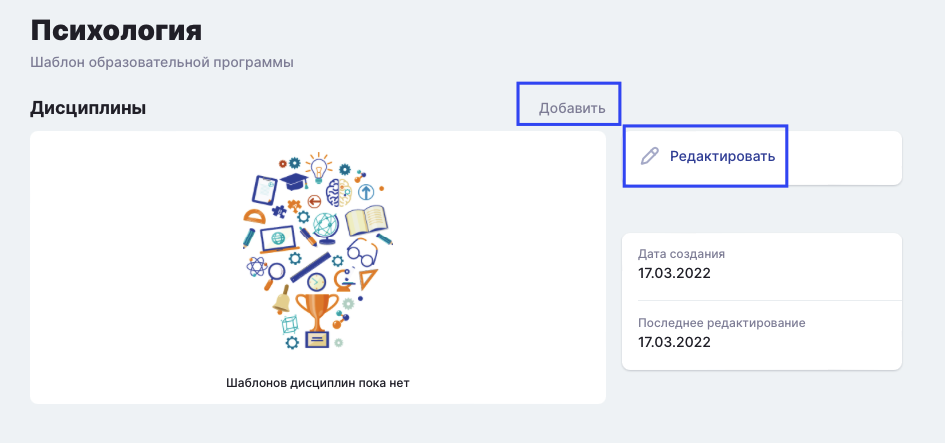 Психология
Шаблон образовательной программы
Дисциплины
Добавить
Шаблонов дисциплин пока нет
Редактировать
Дата создания
17.03.2022
Последнее редактирование
17.03.2022